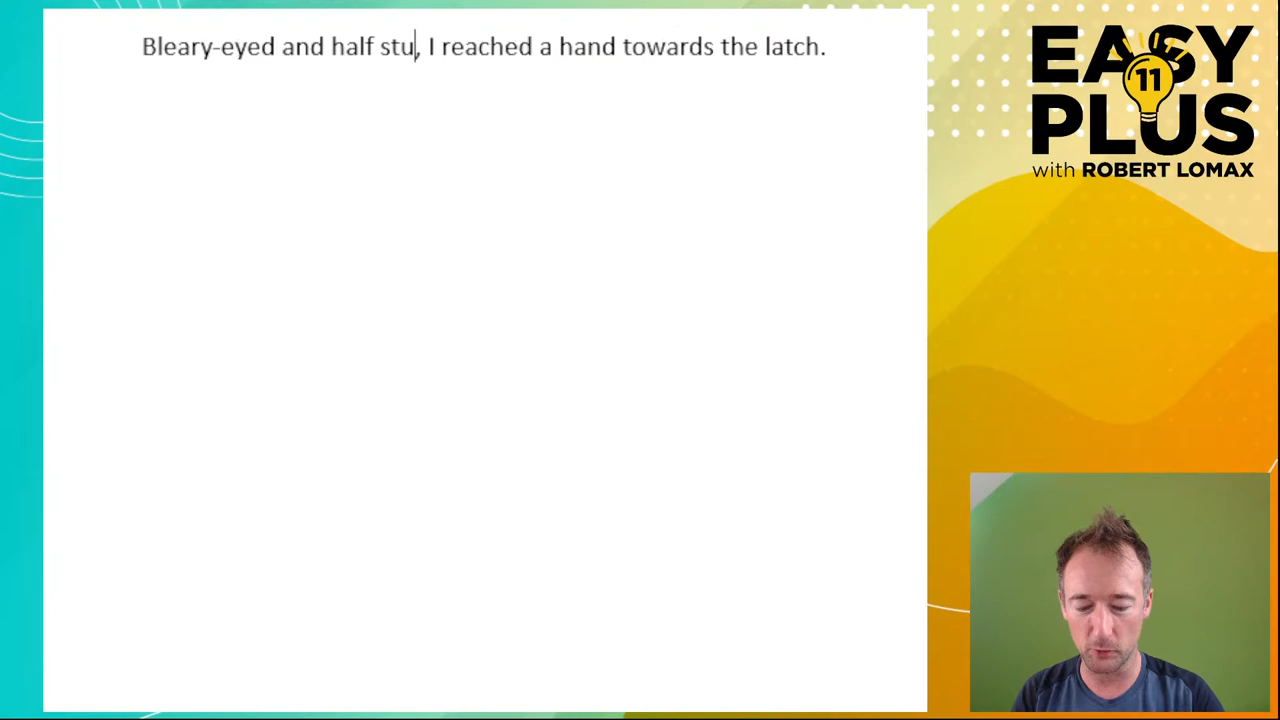 Bleary-eyed and half stu, I reached a hand towards the latch.
EASY
11
PLUS
with ROBERT LOMAX